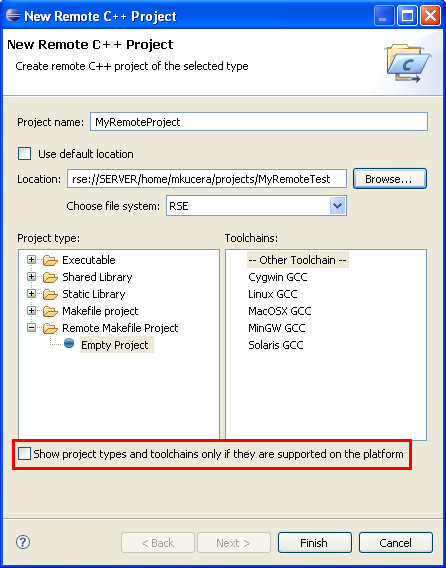 New Remote C++ Project
New Remote C++ Project
Create remote C++ project of the selected type
C
Project name: MyRemoteProject
Use default location
Location: rse://SERVER/home/mkucera/projects/MyRemoteTest Browse...
Choose file system: RSE
Project type: Toolchains:
Executable -- Other Toolchain --
Shared Library Cygwin GCC
Static Library Linux GCC
Makefile project MacOSX GCC
Remote Makefile Project MinGW GCC
Empty Project Solaris GCC
Show project types and toolchains only if they are supported on the platform
? < Back Next > Finish Cancel